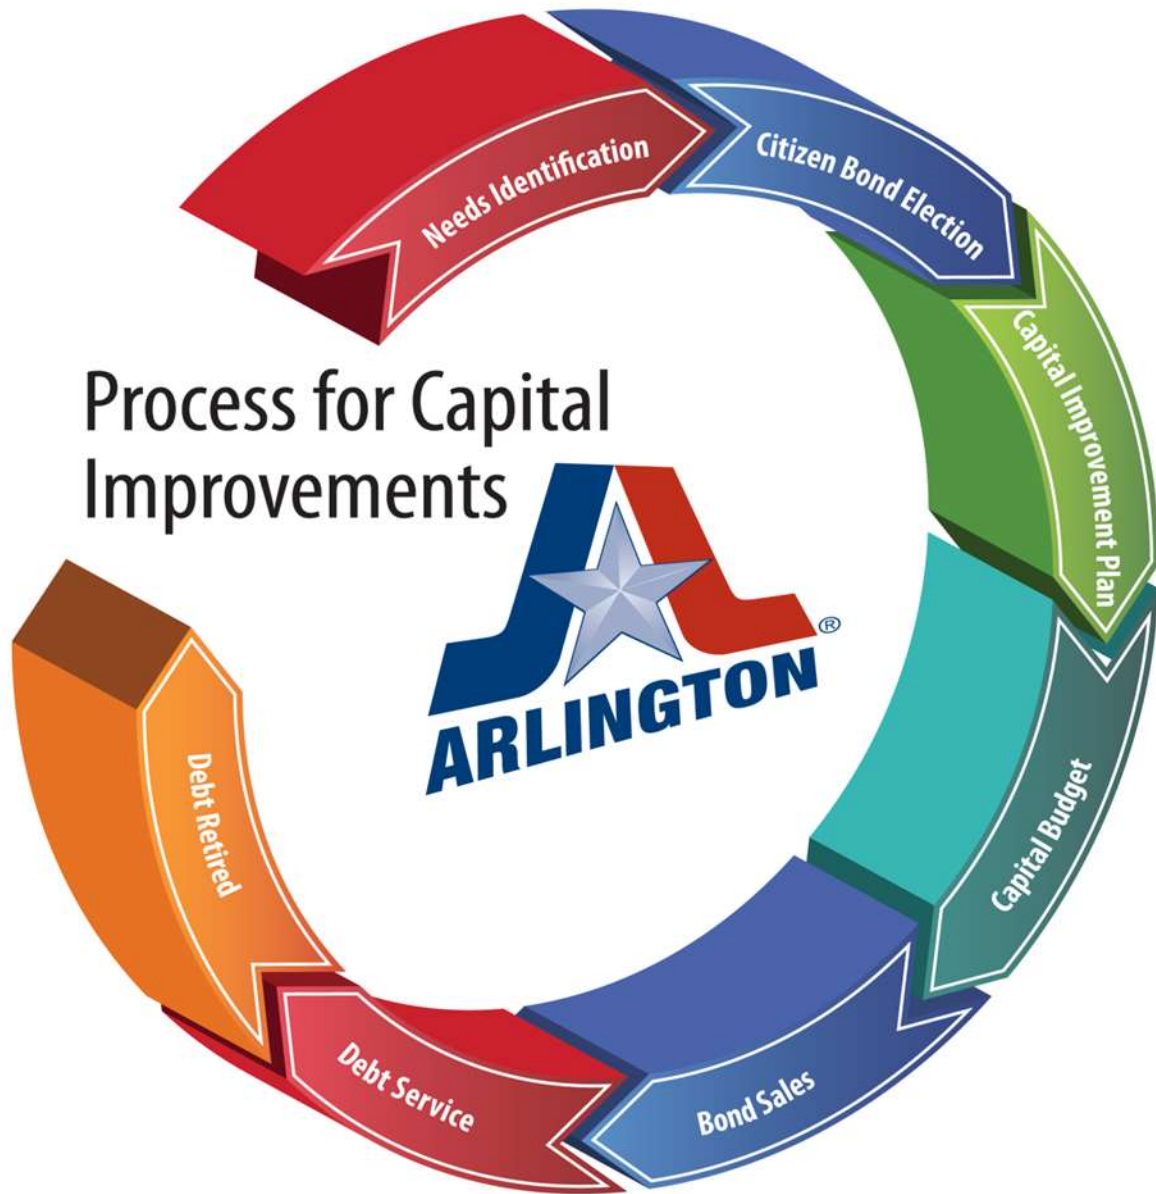 Needs Identification
Citizen Bond Election
Capital Improvement Plan
Capital Budget
Bond Sales
Debt Service
Debt Retired
Process for Capital
Improvements
®
ARLINGTON